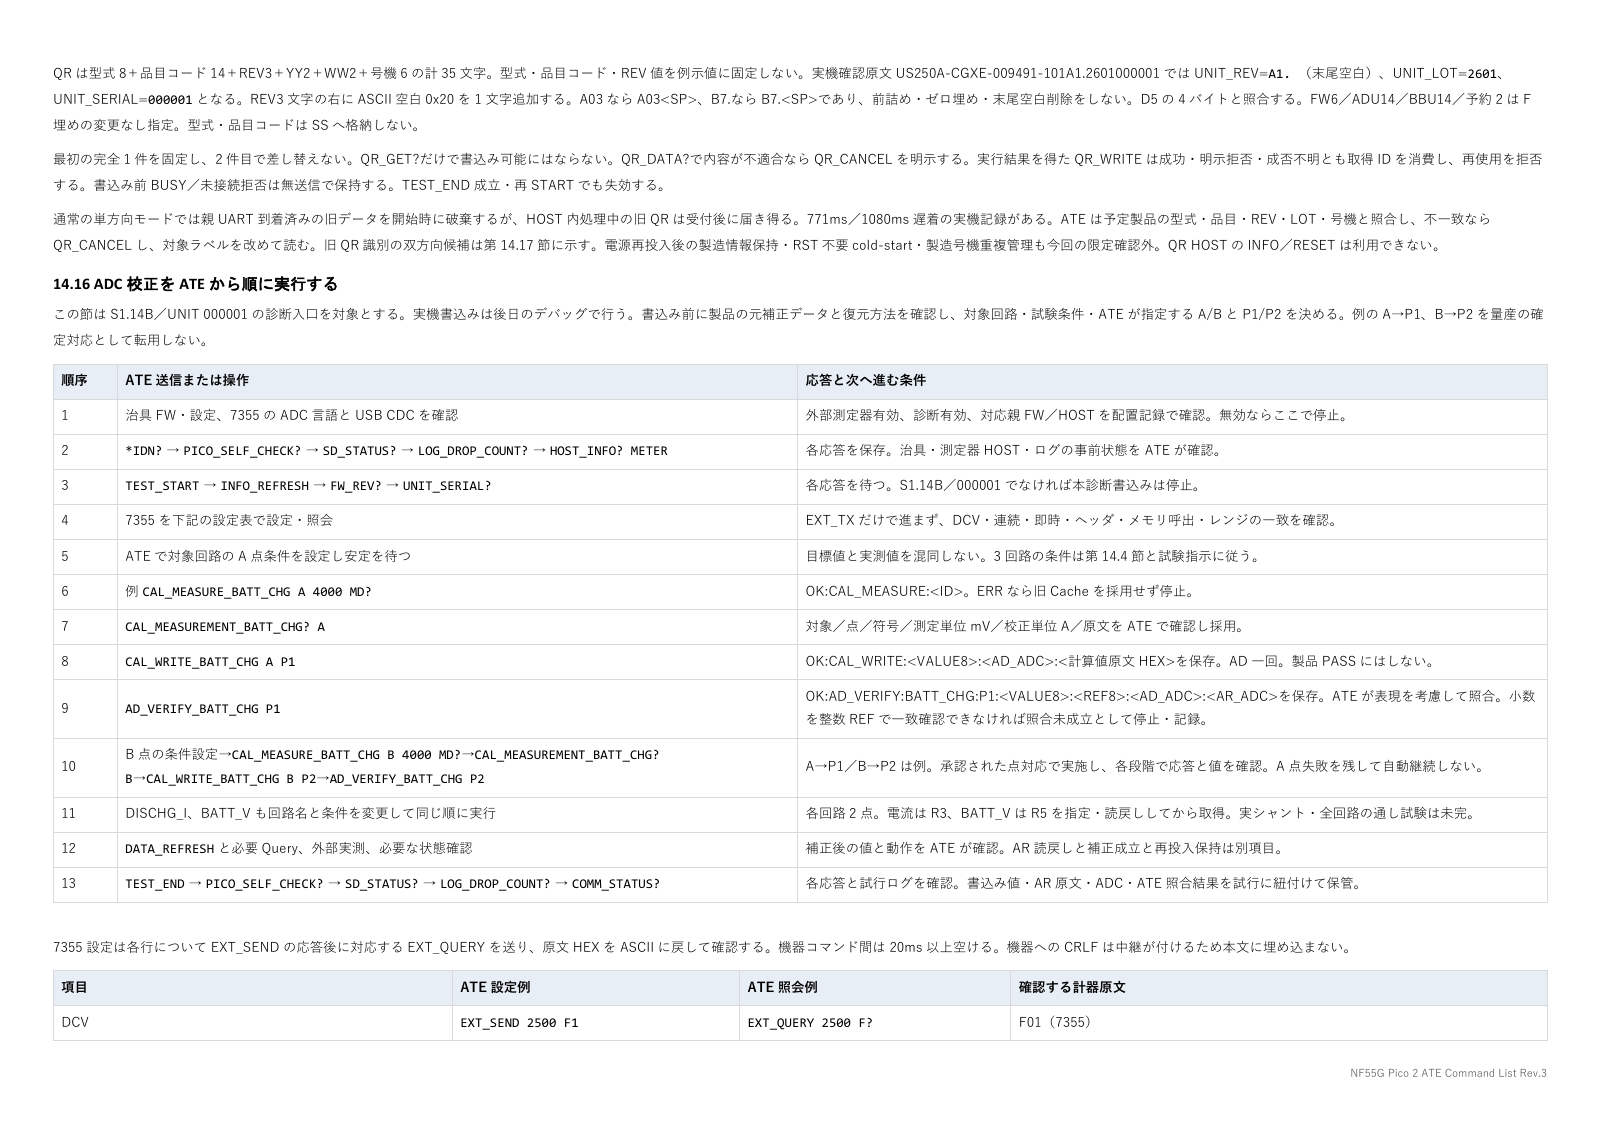 QR は型式 8＋品目コード 14＋REV3＋YY2＋WW2＋号機 6 の計 35 文字。型式・品目コード・REV 値を例示値に固定しない。実機確認原文 US250A-CGXE-009491-101A1.2601000001 では UNIT_REV=A1. （末尾空白）、UNIT_LOT=2601、
UNIT_SERIAL=000001 となる。REV3 文字の右に ASCII 空白 0x20 を 1 文字追加する。A03 なら A03<SP>、B7.なら B7.<SP>であり、前詰め・ゼロ埋め・末尾空白削除をしない。D5 の 4 バイトと照合する。FW6／ADU14／BBU14／予約 2 は F
埋めの変更なし指定。型式・品目コードは SS へ格納しない。
最初の完全 1 件を固定し、2 件目で差し替えない。QR_GET?だけで書込み可能にはならない。QR_DATA?で内容が不適合なら QR_CANCEL を明示する。実行結果を得た QR_WRITE は成功・明示拒否・成否不明とも取得 ID を消費し、再使用を拒否
する。書込み前 BUSY／未接続拒否は無送信で保持する。TEST_END 成立・再 START でも失効する。
通常の単方向モードでは親 UART 到着済みの旧データを開始時に破棄するが、HOST 内処理中の旧 QR は受付後に届き得る。771ms／1080ms 遅着の実機記録がある。ATE は予定製品の型式・品目・REV・LOT・号機と照合し、不一致なら
QR_CANCEL し、対象ラベルを改めて読む。旧 QR 識別の双方向候補は第 14.17 節に示す。電源再投入後の製造情報保持・RST 不要 cold-start・製造号機重複管理も今回の限定確認外。QR HOST の INFO／RESET は利用できない。
14.16 ADC 校正を ATE から順に実行する
この節は S1.14B／UNIT 000001 の診断入口を対象とする。実機書込みは後日のデバッグで行う。書込み前に製品の元補正データと復元方法を確認し、対象回路・試験条件・ATE が指定する A/B と P1/P2 を決める。例の A→P1、B→P2 を量産の確
定対応として転用しない。
順序 ATE 送信または操作 応答と次へ進む条件
1 治具 FW・設定、7355 の ADC 言語と USB CDC を確認 外部測定器有効、診断有効、対応親 FW／HOST を配置記録で確認。無効ならここで停止。
2 *IDN? → PICO_SELF_CHECK? → SD_STATUS? → LOG_DROP_COUNT? → HOST_INFO? METER 各応答を保存。治具・測定器 HOST・ログの事前状態を ATE が確認。
3 TEST_START → INFO_REFRESH → FW_REV? → UNIT_SERIAL? 各応答を待つ。S1.14B／000001 でなければ本診断書込みは停止。
4 7355 を下記の設定表で設定・照会 EXT_TX だけで進まず、DCV・連続・即時・ヘッダ・メモリ呼出・レンジの一致を確認。
5 ATE で対象回路の A 点条件を設定し安定を待つ 目標値と実測値を混同しない。3 回路の条件は第 14.4 節と試験指示に従う。
6 例 CAL_MEASURE_BATT_CHG A 4000 MD? OK:CAL_MEASURE:<ID>。ERR なら旧 Cache を採用せず停止。
7 CAL_MEASUREMENT_BATT_CHG? A 対象／点／符号／測定単位 mV／校正単位 A／原文を ATE で確認し採用。
8 CAL_WRITE_BATT_CHG A P1 OK:CAL_WRITE:<VALUE8>:<AD_ADC>:<計算値原文 HEX>を保存。AD 一回。製品 PASS にはしない。
9 AD_VERIFY_BATT_CHG P1 OK:AD_VERIFY:BATT_CHG:P1:<VALUE8>:<REF8>:<AD_ADC>:<AR_ADC>を保存。ATE が表現を考慮して照合。小数
を整数 REF で一致確認できなければ照合未成立として停止・記録。
10 B 点の条件設定→CAL_MEASURE_BATT_CHG B 4000 MD?→CAL_MEASUREMENT_BATT_CHG?
B→CAL_WRITE_BATT_CHG B P2→AD_VERIFY_BATT_CHG P2 A→P1／B→P2 は例。承認された点対応で実施し、各段階で応答と値を確認。A 点失敗を残して自動継続しない。
11 DISCHG_I、BATT_V も回路名と条件を変更して同じ順に実行 各回路 2 点。電流は R3、BATT_V は R5 を指定・読戻ししてから取得。実シャント・全回路の通し試験は未完。
12 DATA_REFRESH と必要 Query、外部実測、必要な状態確認 補正後の値と動作を ATE が確認。AR 読戻しと補正成立と再投入保持は別項目。
13 TEST_END → PICO_SELF_CHECK? → SD_STATUS? → LOG_DROP_COUNT? → COMM_STATUS? 各応答と試行ログを確認。書込み値・AR 原文・ADC・ATE 照合結果を試行に紐付けて保管。
7355 設定は各行について EXT_SEND の応答後に対応する EXT_QUERY を送り、原文 HEX を ASCII に戻して確認する。機器コマンド間は 20ms 以上空ける。機器への CRLF は中継が付けるため本文に埋め込まない。
項目 ATE 設定例 ATE 照会例 確認する計器原文
DCV EXT_SEND 2500 F1 EXT_QUERY 2500 F? F01（7355）
NF55G Pico 2 ATE Command List Rev.3